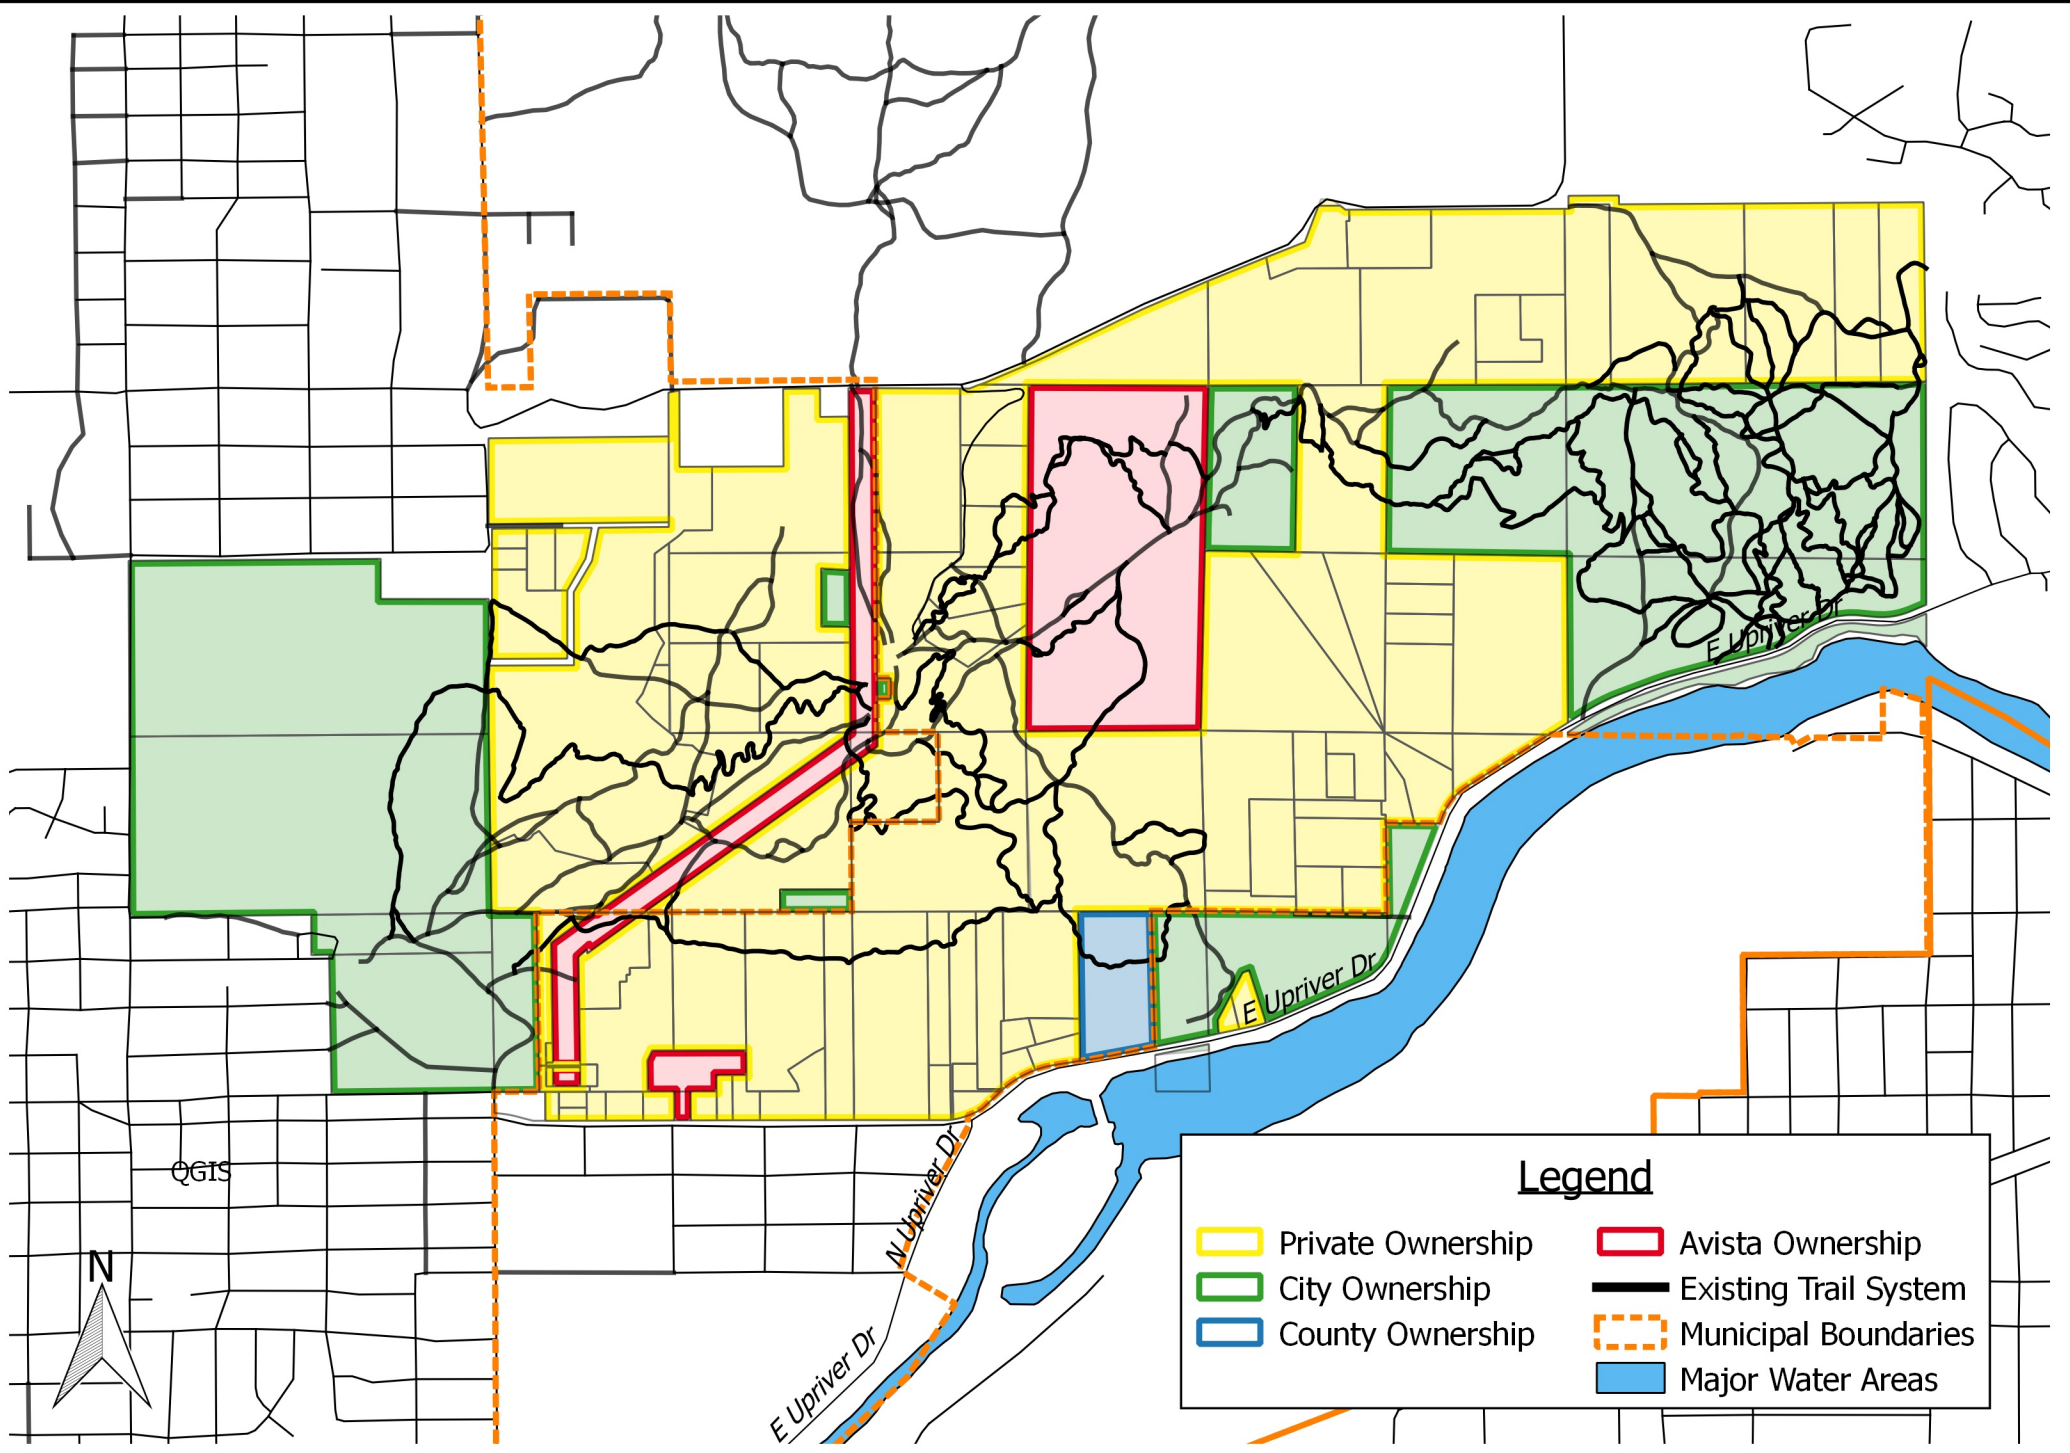 E Upriver Dr
E Upriver Dr
N Upriver Dr
E Upriver Dr
QGIS
N
Legend
Private Ownership
City Ownership
County Ownership
Avista Ownership
Existing Trail System
Municipal Boundaries
Major Water Areas